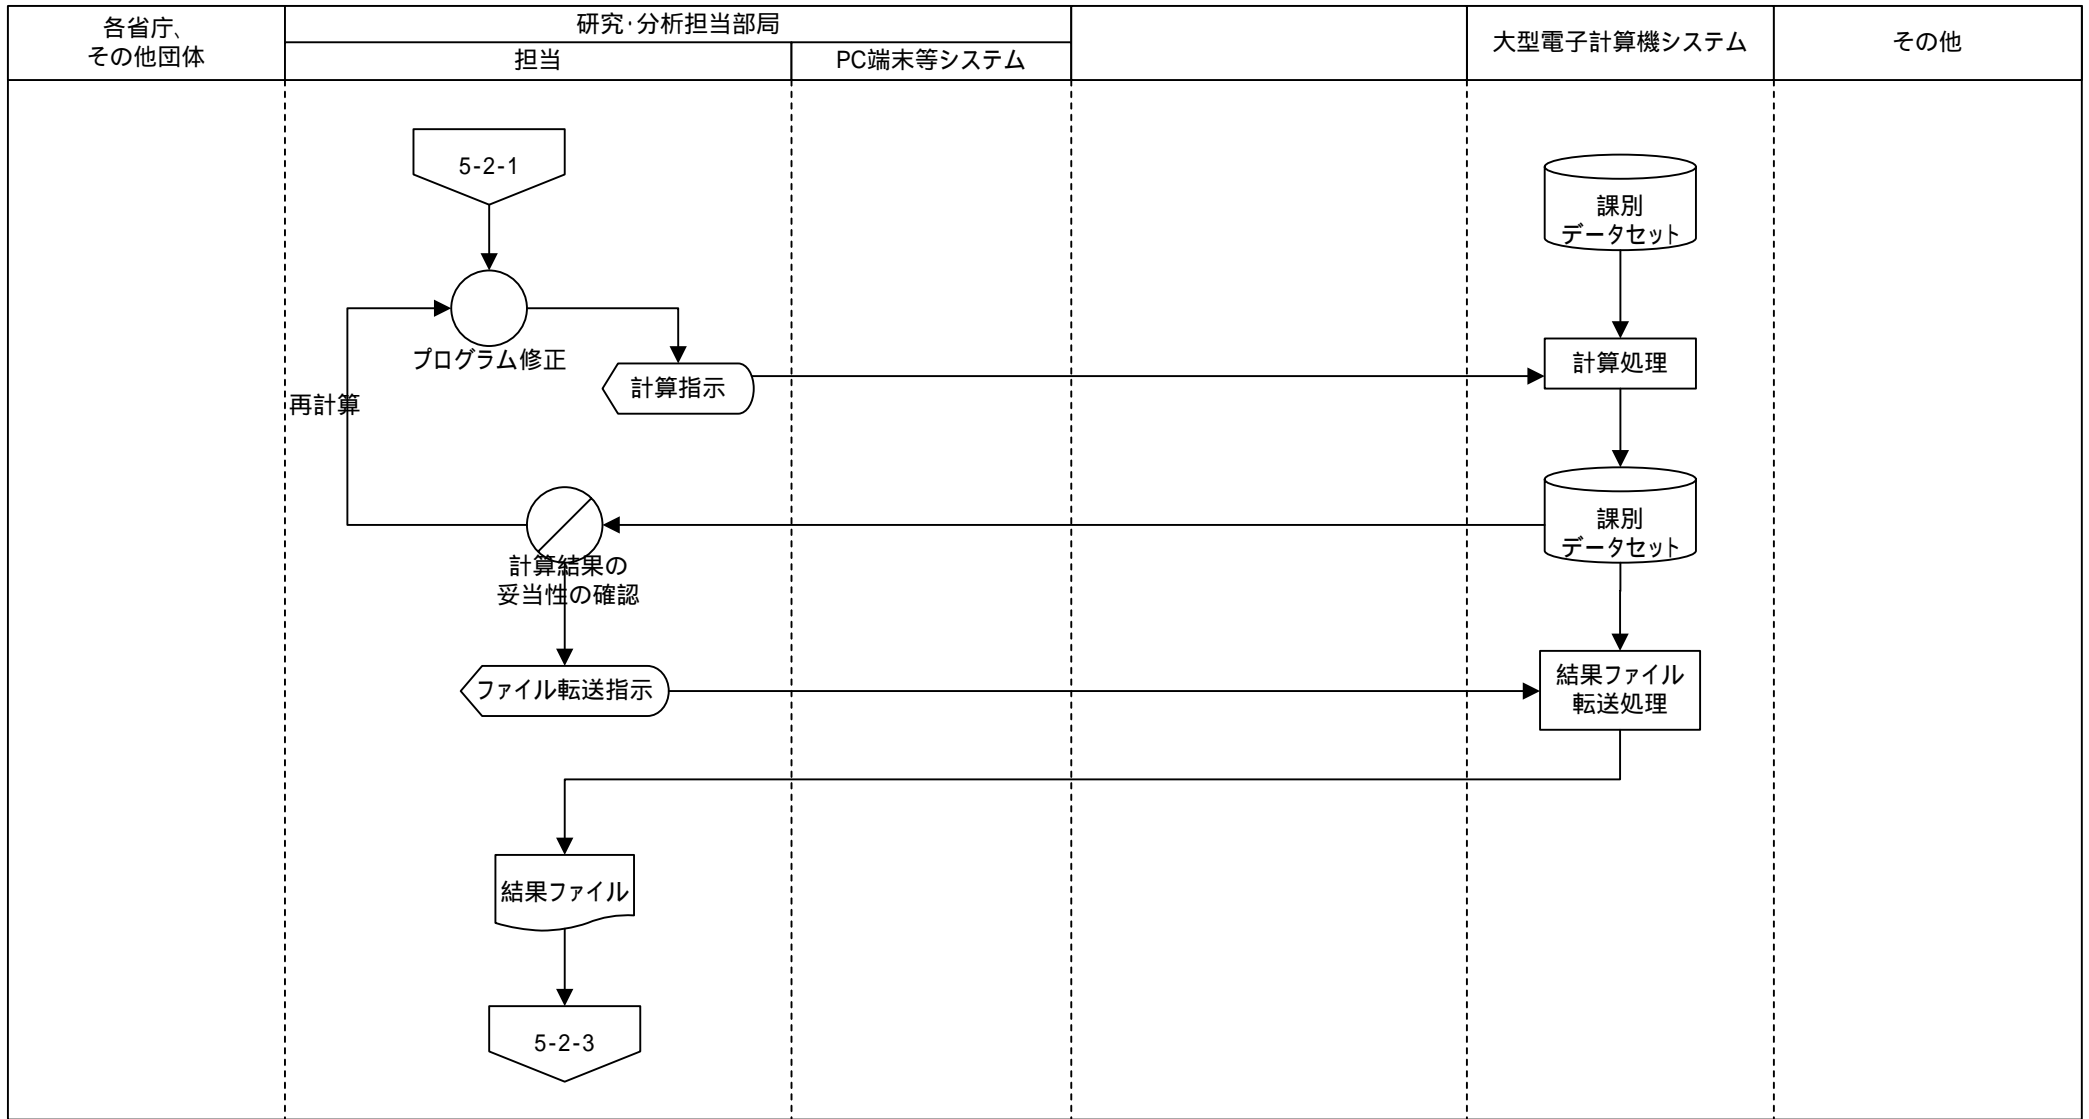 各省庁、
その他団体
研究･分析担当部局
担当
PC端末等システム
大型電子計算機システム
その他
5-2-1
課別
データセット
プログラム修正
計算指示
計算処理
再計算
課別
データセット
計算結果の
妥当性の確認
ファイル転送指示
結果ファイル
転送処理
結果ファイル
5-2-3